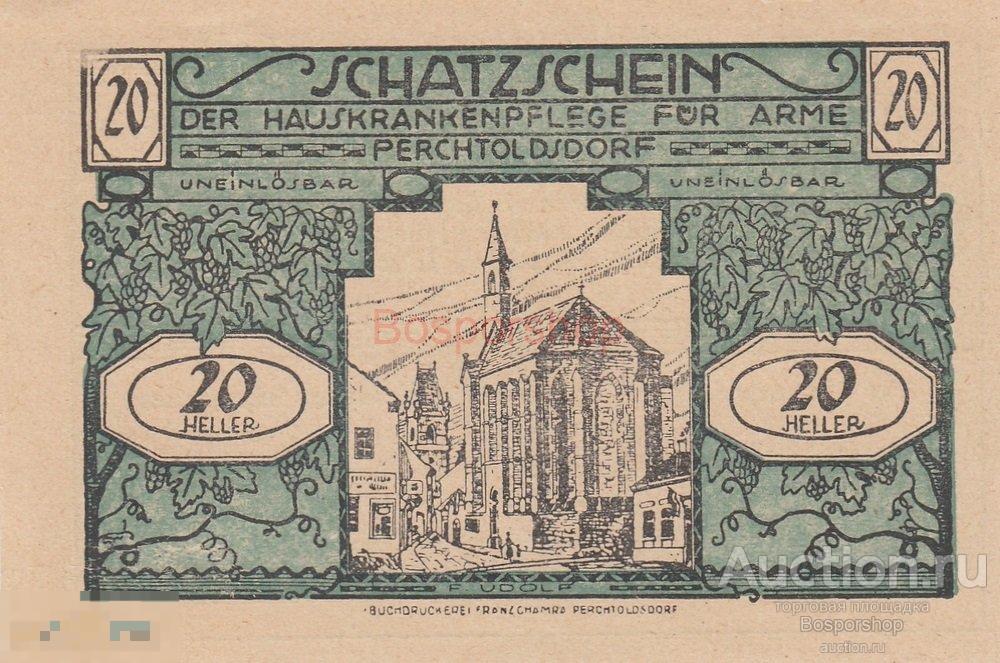 20 SCHATZSCHEIN 20
DER HAUSKRANKENPFLEGE FÜR ARME
PERCHTOLDSDORF
UNEINLÖSBAR UNEINLÖSBAR
Bosporshop
20 20
HELLER HELLER
F. UDOLF
BUCHDRUCKEREI FRANZ CHAMRA PERCHTOLDSDORF
Auction.ru
торговая площадка
Bosporshop
auction.ru